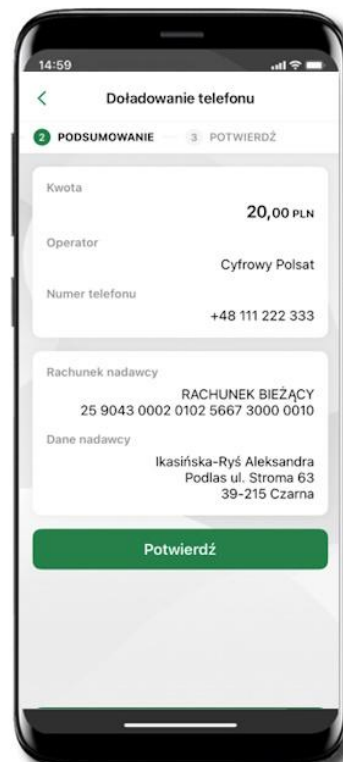 14:59
Doładowanie telefonu
2 PODSUMOWANIE 3 POTWIERDŹ
Kwota
20,00 PLN
Operator
Cyfrowy Polsat
Numer telefonu
+48 111 222 333
Rachunek nadawcy
RACHUNEK BIEŻĄCY
25 9043 0002 0102 5667 3000 0010
Dane nadawcy
Ikasińska-Ryś Aleksandra
Podlas ul. Stroma 63
39-215 Czarna
Potwierdź